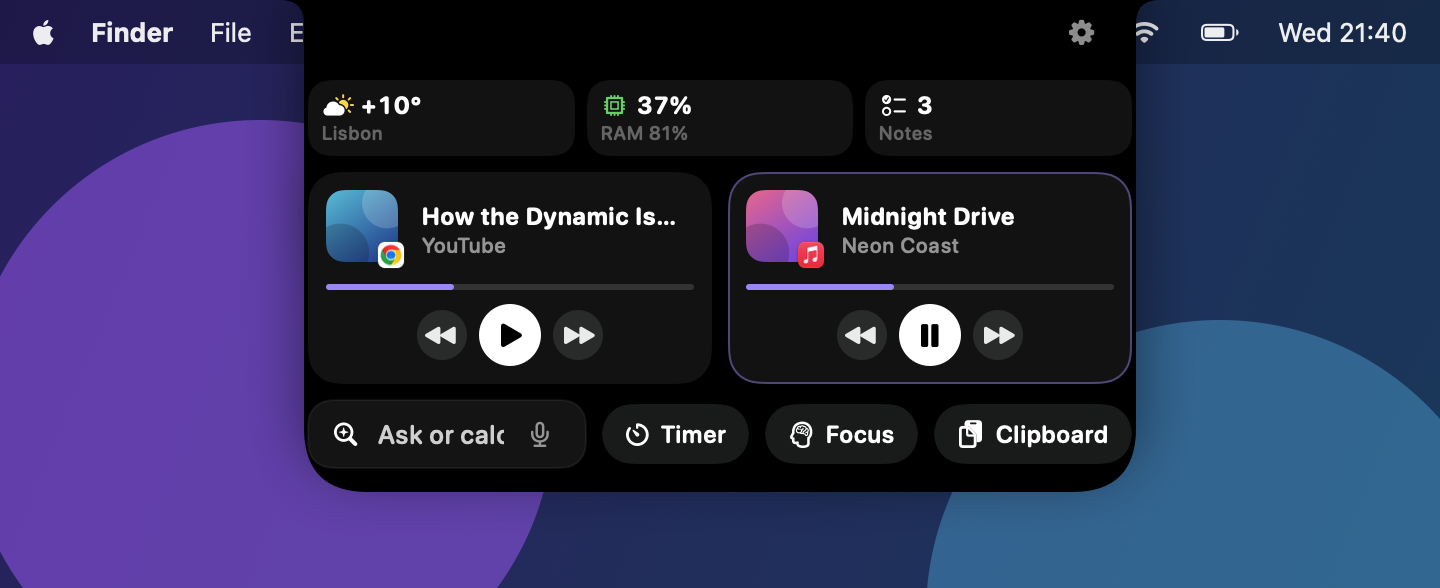 Finder File E
Wed 21:40
+10°
Lisbon
37%
RAM 81%
3
Notes
How the Dynamic Is...
YouTube
Midnight Drive
Neon Coast
Ask or calc
Timer
Focus
Clipboard